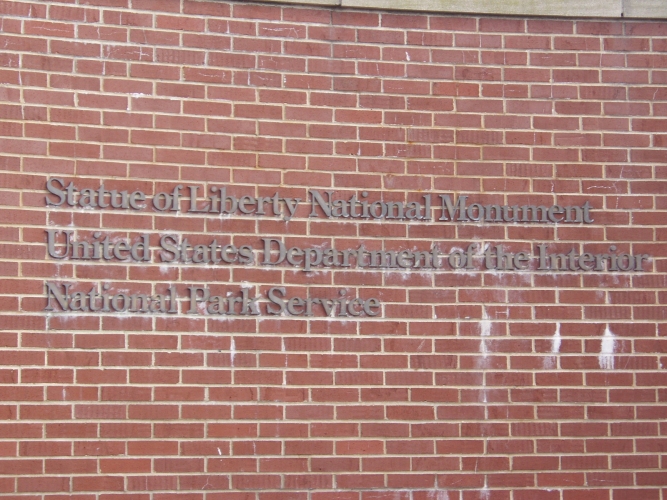 Statue of Liberty National Monument
United States Department of the Interior
National Park Service